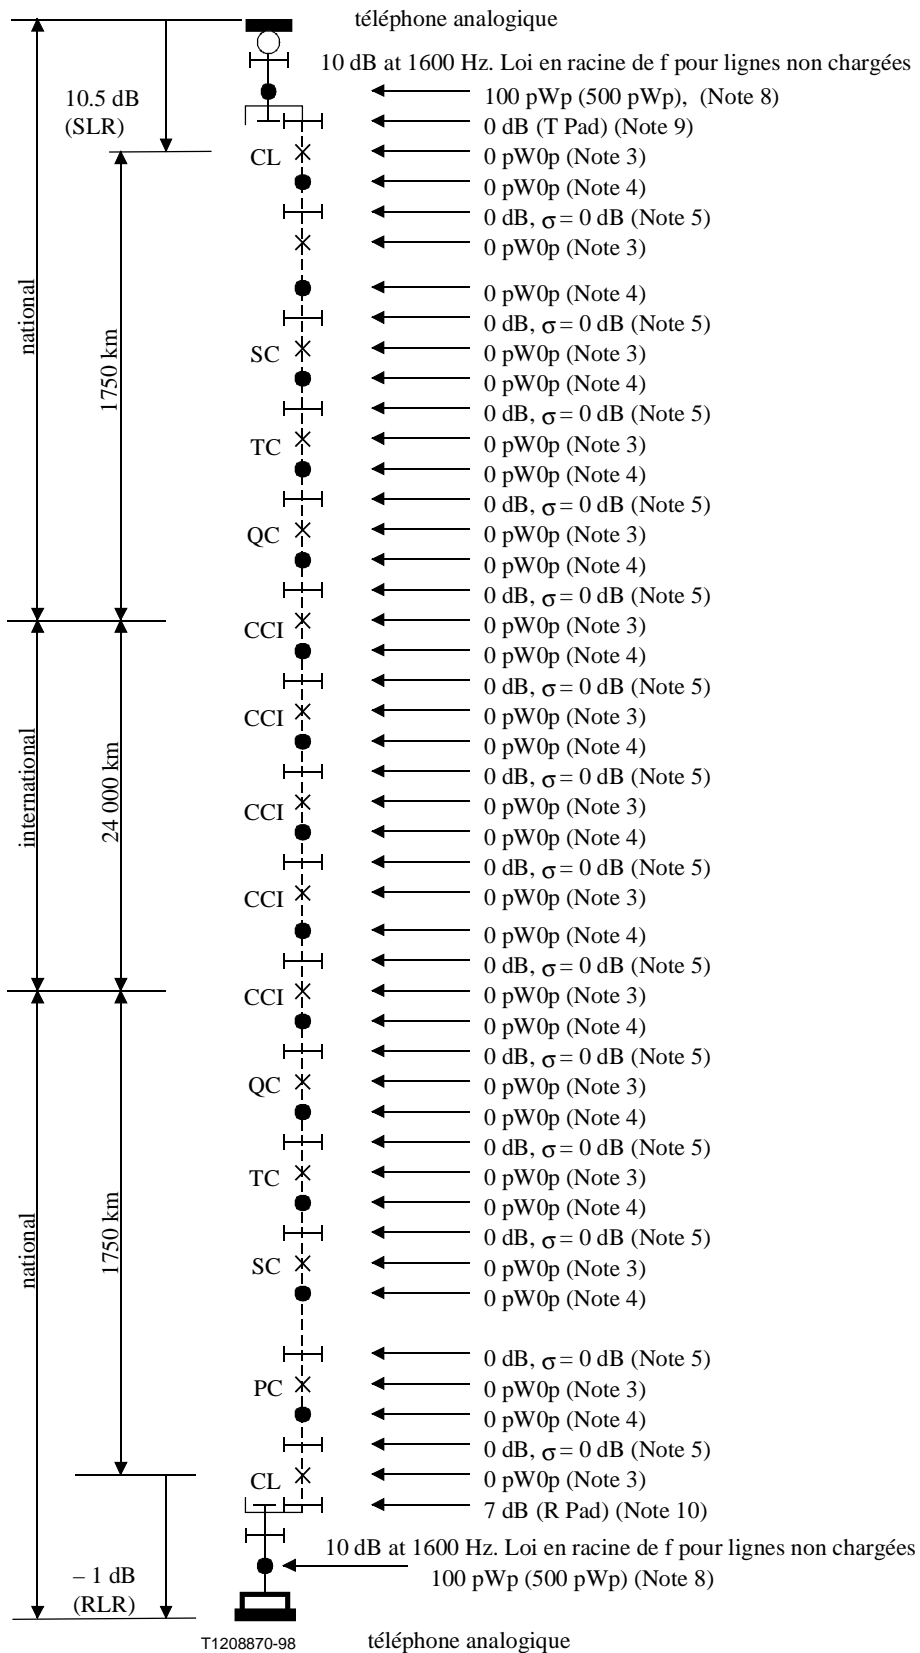 téléphone analogique
10 dB at 1600 Hz. Loi en racine de f pour lignes non chargées
10.5 dB
(SLR)
100 pWp (500 pWp), (Note 8)
0 dB (T Pad) (Note 9)
CL
0 pW0p (Note 3)
0 pW0p (Note 4)
0 dB, σ = 0 dB (Note 5)
0 pW0p (Note 3)
national
1750 km
0 pW0p (Note 4)
0 dB, σ = 0 dB (Note 5)
SC
0 pW0p (Note 3)
0 pW0p (Note 4)
0 dB, σ = 0 dB (Note 5)
TC
0 pW0p (Note 3)
0 pW0p (Note 4)
0 dB, σ = 0 dB (Note 5)
QC
0 pW0p (Note 3)
0 pW0p (Note 4)
0 dB, σ = 0 dB (Note 5)
CCI
0 pW0p (Note 3)
0 pW0p (Note 4)
0 dB, σ = 0 dB (Note 5)
CCI
0 pW0p (Note 3)
0 pW0p (Note 4)
0 dB, σ = 0 dB (Note 5)
international
24 000 km
CCI
0 pW0p (Note 3)
0 pW0p (Note 4)
0 dB, σ = 0 dB (Note 5)
CCI
0 pW0p (Note 3)
0 pW0p (Note 4)
0 dB, σ = 0 dB (Note 5)
CCI
0 pW0p (Note 3)
0 pW0p (Note 4)
0 dB, σ = 0 dB (Note 5)
QC
0 pW0p (Note 3)
0 pW0p (Note 4)
0 dB, σ = 0 dB (Note 5)
TC
0 pW0p (Note 3)
0 pW0p (Note 4)
0 dB, σ = 0 dB (Note 5)
national
1750 km
SC
0 pW0p (Note 3)
0 pW0p (Note 4)
0 dB, σ = 0 dB (Note 5)
PC
0 pW0p (Note 3)
0 pW0p (Note 4)
0 dB, σ = 0 dB (Note 5)
CL
0 pW0p (Note 3)
7 dB (R Pad) (Note 10)
10 dB at 1600 Hz. Loi en racine de f pour lignes non chargées
– 1 dB
(RLR)
100 pWp (500 pWp) (Note 8)
T1208870-98
téléphone analogique